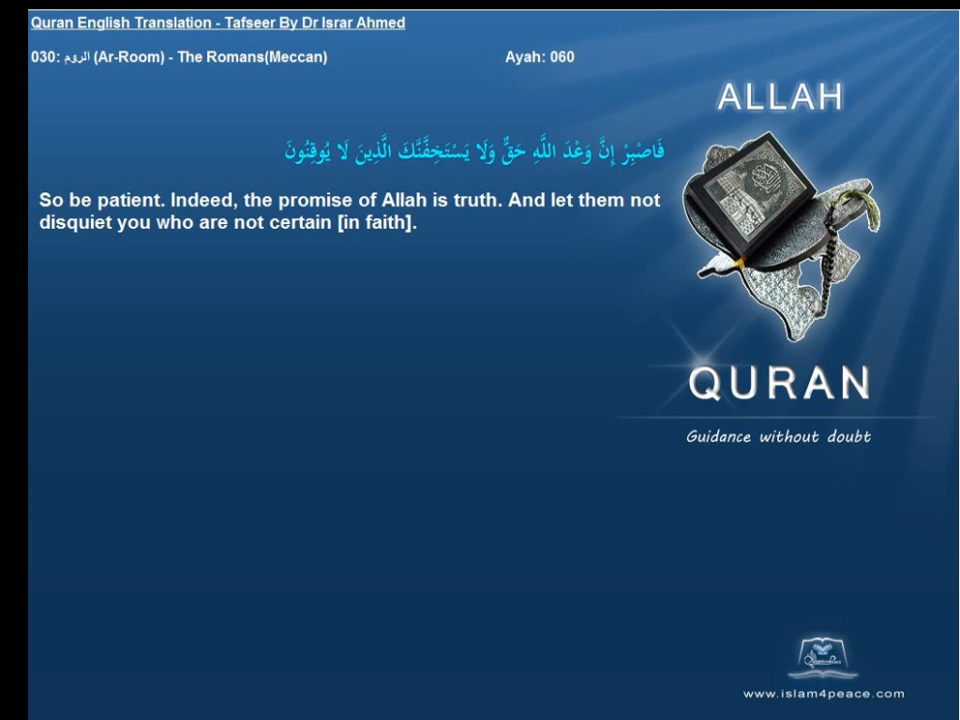 Quran English Translation - Tafseer By Dr Israr Ahmed
030: الروم (Ar-Room) - The Romans(Meccan)
Ayah: 060
ALLAH
فَاصْبِرْ إِنَّ وَعْدَ اللَّهِ حَقٌّ وَلَا يَسْتَخِفَّنَّكَ الَّذِينَ لَا يُوقِنُونَ
So be patient. Indeed, the promise of Allah is truth. And let them not
disquiet you who are not certain [in faith].
QURAN
Guidance without doubt
www.islam4peace.com